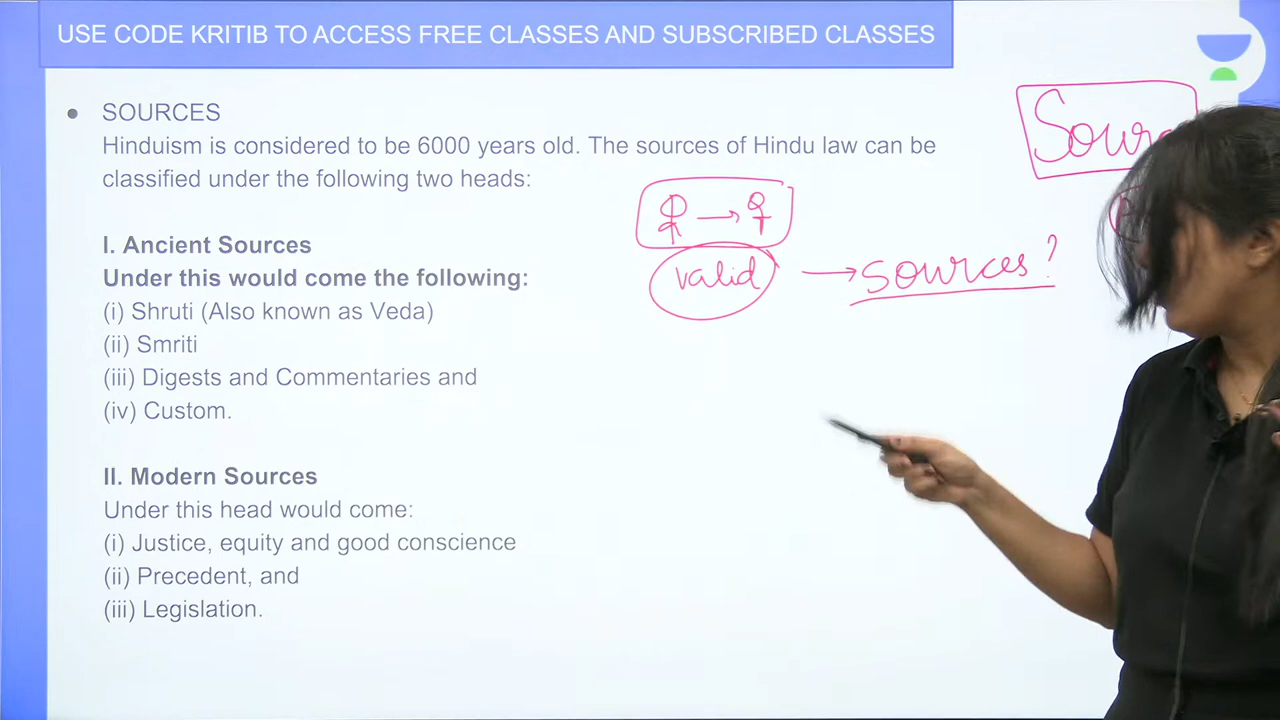 USE CODE KRITIB TO ACCESS FREE CLASSES AND SUBSCRIBED CLASSES
SOURCES
Hinduism is considered to be 6000 years old. The sources of Hindu law can be
classified under the following two heads:
I. Ancient Sources
Under this would come the following:
(i) Shruti (Also known as Veda)
(ii) Smriti
(iii) Digests and Commentaries and
(iv) Custom.
II. Modern Sources
Under this head would come:
(i) Justice, equity and good conscience
(ii) Precedent, and
(iii) Legislation.
valid → sources?